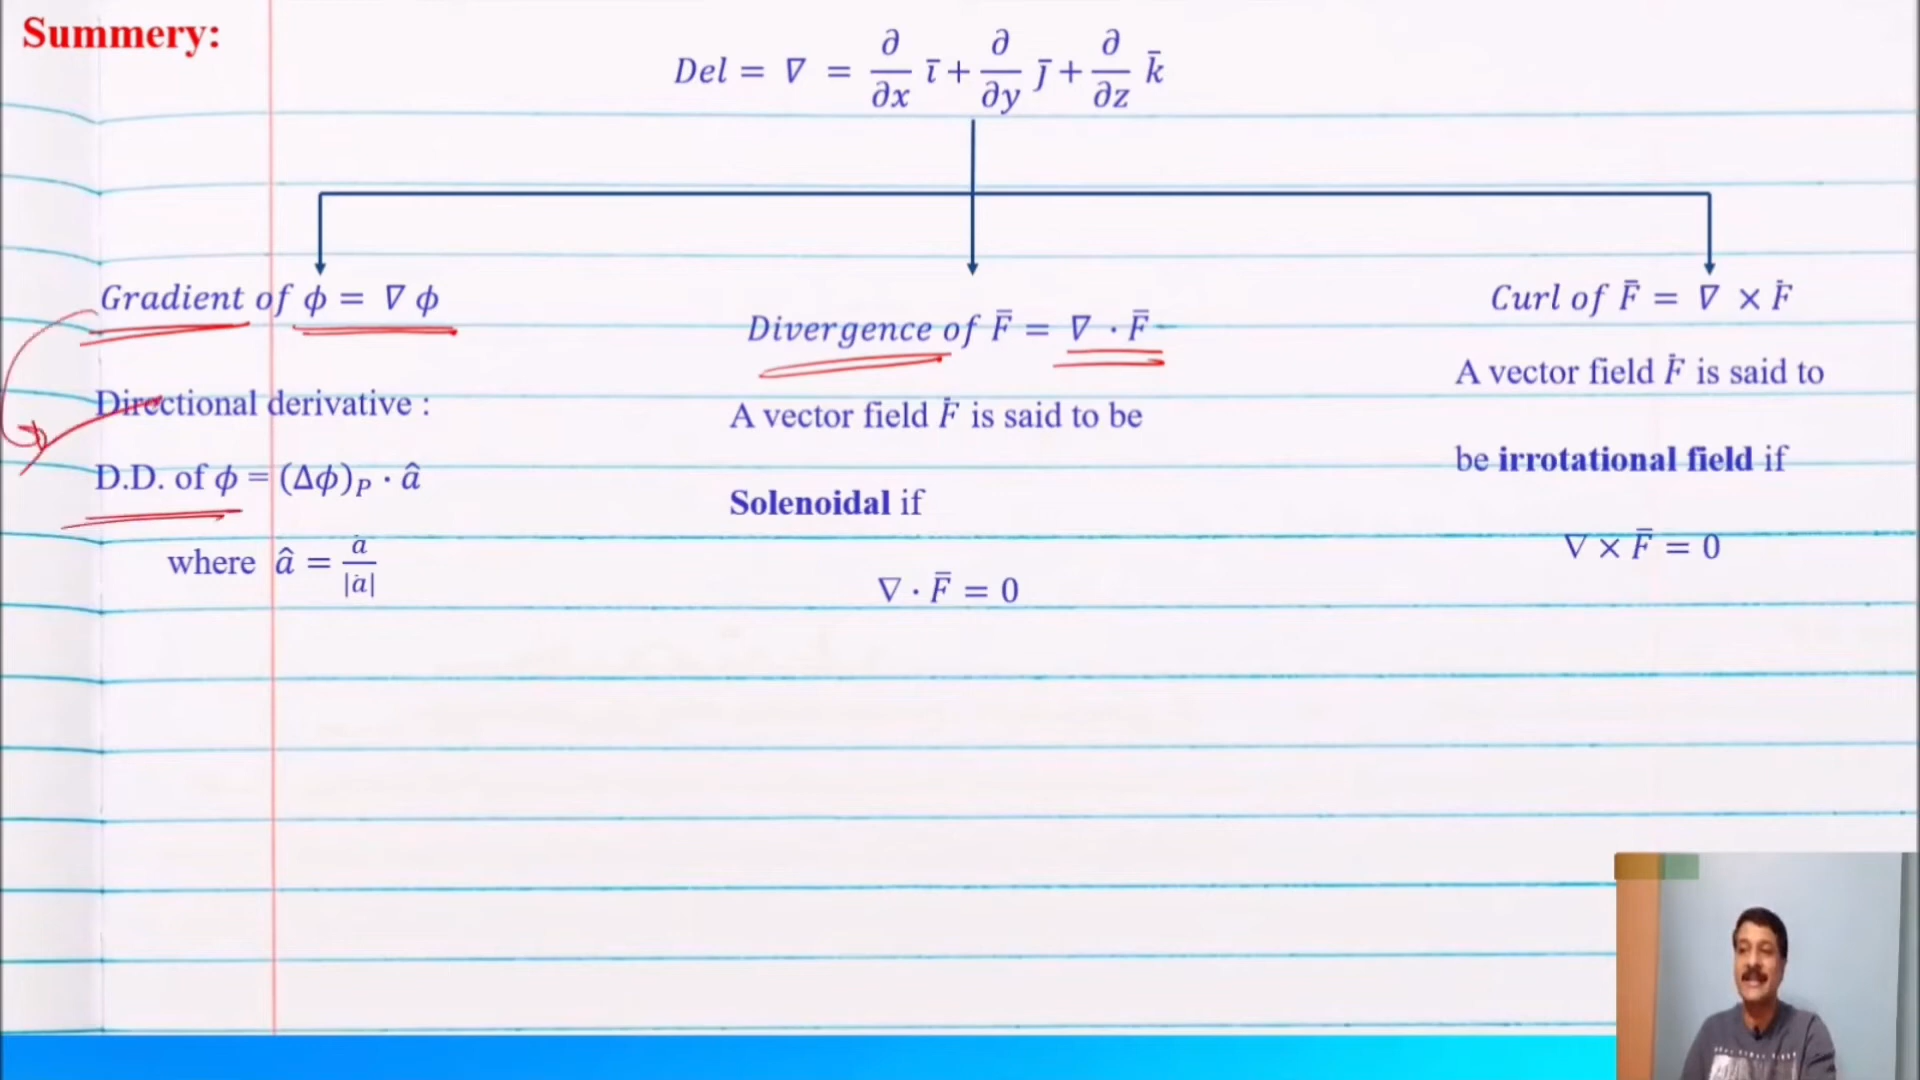 Summery:
Del = ∇ = ∂/∂x ī + ∂/∂y j̄ + ∂/∂z k̄
Gradient of ϕ = ∇ ϕ
Directional derivative :
D.D. of ϕ = (Δϕ)_P · â
where â = a/|a|
Divergence of F̄ = ∇ · F̄
A vector field F̄ is said to be
Solenoidal if
∇ · F̄ = 0
Curl of F̄ = ∇ × F̄
A vector field F̄ is said to
be irrotational field if
∇ × F̄ = 0